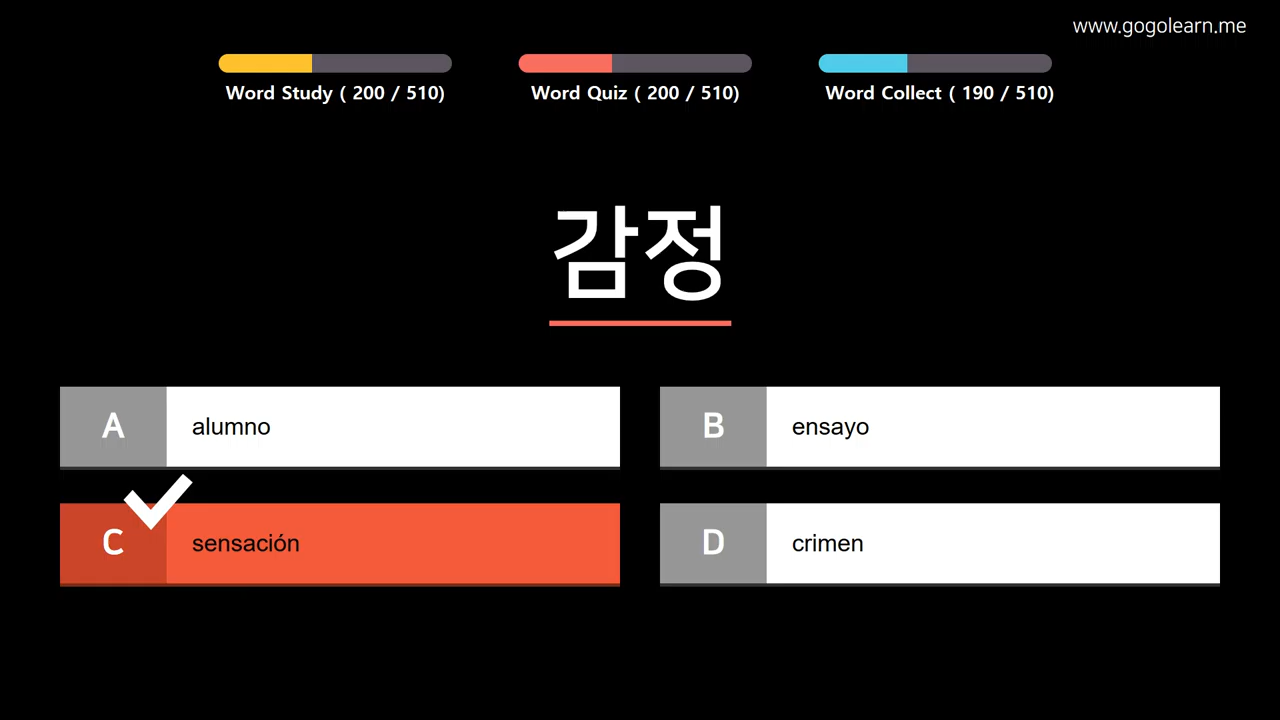 www.gogolearn.me
Word Study ( 200 / 510)
Word Quiz ( 200 / 510)
Word Collect ( 190 / 510)
감정
A alumno
B ensayo
C sensación
D crimen